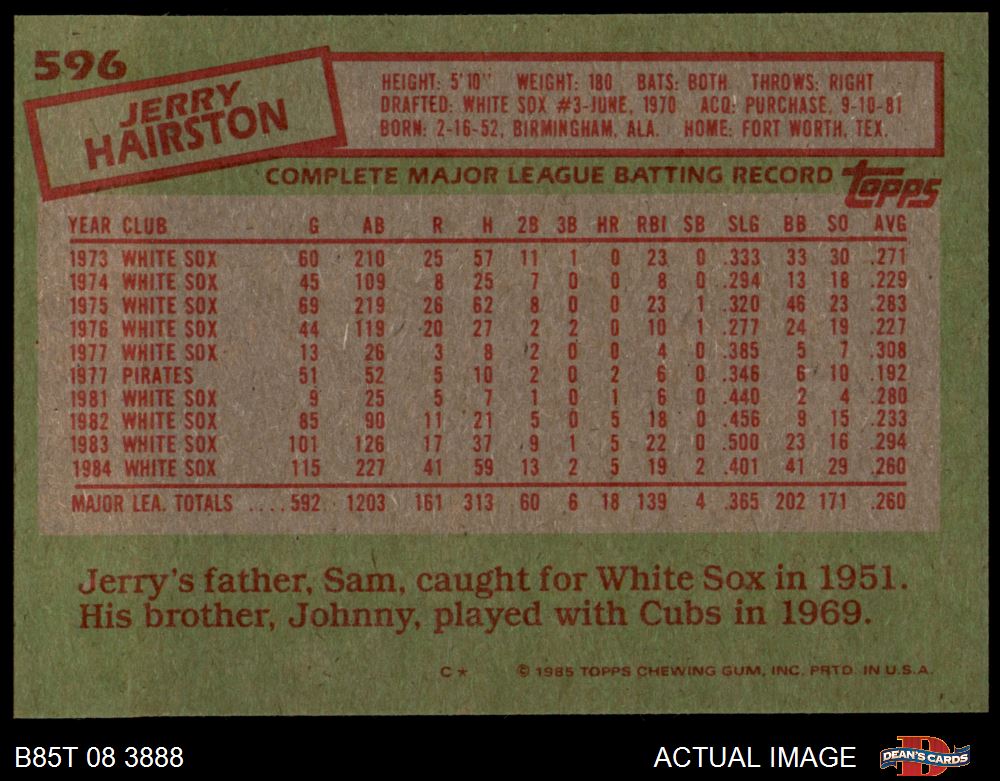 596
JERRY
HAIRSTON
HEIGHT: 5'10" WEIGHT: 180 BATS: BOTH THROWS: RIGHT
DRAFTED: WHITE SOX #3-JUNE, 1970 ACQ: PURCHASE, 9-10-81
BORN: 2-16-52, BIRMINGHAM, ALA. HOME: FORT WORTH, TEX.
COMPLETE MAJOR LEAGUE BATTING RECORD topps
YEAR CLUB G AB R H 2B 3B HR RBI SB SLG BB SO AVG
1973 WHITE SOX 60 210 25 57 11 1 0 23 0 .333 33 30 .271
1974 WHITE SOX 45 109 8 25 7 0 0 8 0 .294 13 18 .229
1975 WHITE SOX 69 219 26 62 8 0 0 23 1 .320 46 23 .283
1976 WHITE SOX 44 119 20 27 2 2 0 10 1 .277 24 19 .227
1977 WHITE SOX 13 26 3 8 2 0 0 4 0 .385 5 7 .308
1977 PIRATES 51 52 5 10 2 0 2 6 0 .346 6 10 .192
1981 WHITE SOX 9 25 5 7 1 0 1 6 0 .440 2 4 .280
1982 WHITE SOX 85 90 11 21 5 0 5 18 0 .456 9 15 .233
1983 WHITE SOX 101 126 17 37 9 1 5 22 0 .500 23 16 .294
1984 WHITE SOX 115 227 41 59 13 2 5 19 2 .401 41 29 .260
MAJOR LEA. TOTALS ....592 1203 161 313 60 6 18 139 4 .365 202 171 .260
Jerry's father, Sam, caught for White Sox in 1951.
His brother, Johnny, played with Cubs in 1969.
C* © 1985 TOPPS CHEWING GUM, INC. PRTD. IN U.S.A.
B85T 08 3888 ACTUAL IMAGE DEAN'S CARDS